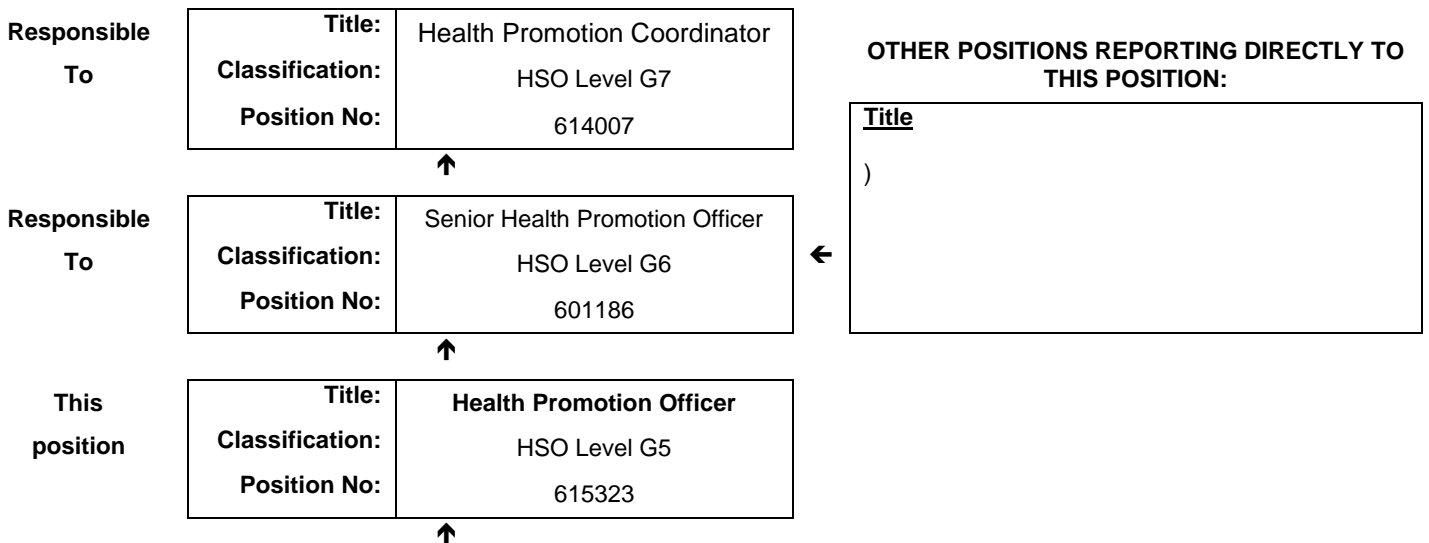 Responsible
To
Title: Health Promotion Coordinator
Classification: HSO Level G7
Position No: 614007
OTHER POSITIONS REPORTING DIRECTLY TO
THIS POSITION:
Title
)
Responsible
To
Title: Senior Health Promotion Officer
Classification: HSO Level G6
Position No: 601186
This
position
Title: Health Promotion Officer
Classification: HSO Level G5
Position No: 615323